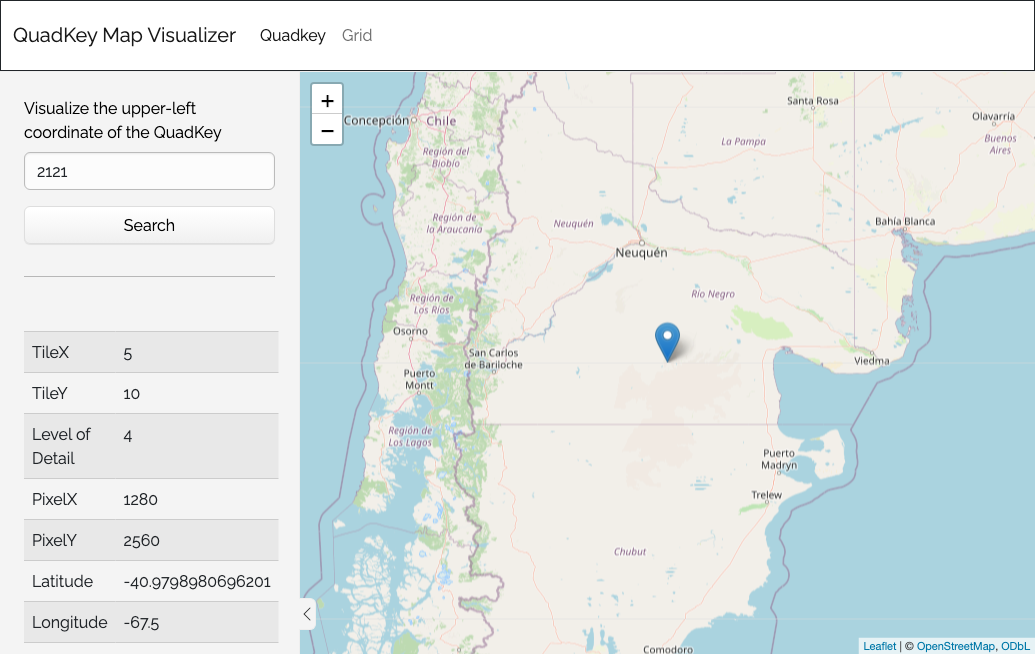 QuadKey Map Visualizer Quadkey Grid
Visualize the upper-left
coordinate of the QuadKey
2121
Search
TileX 5
TileY 10
Level of 4
Detail
PixelX 1280
PixelY 2560
Latitude -40.9798980696201
Longitude -67.5
+
−
Santa Rosa
Concepción Chile
Olavarría
Buenos
Aires
La Pampa
Región del
Biobío
Región de
la Araucanía
Neuquén
Bahía Blanca
Neuquén
Región de
Los Ríos
Río Negro
Osorno
San Carlos
de Bariloche
Viedma
Puerto
Montt
Región de
Los Lagos
Puerto
Madryn
Trelew
Chubut
Comodoro
Leaflet | © OpenStreetMap, ODbL